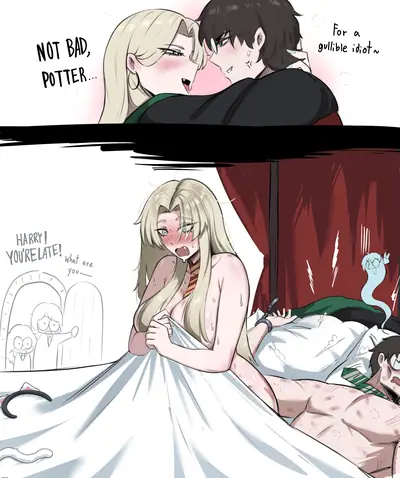 NOT BAD,
POTTER...
For a
gullible idiot~
HARRY!
YOU'RE LATE!
What are
you—